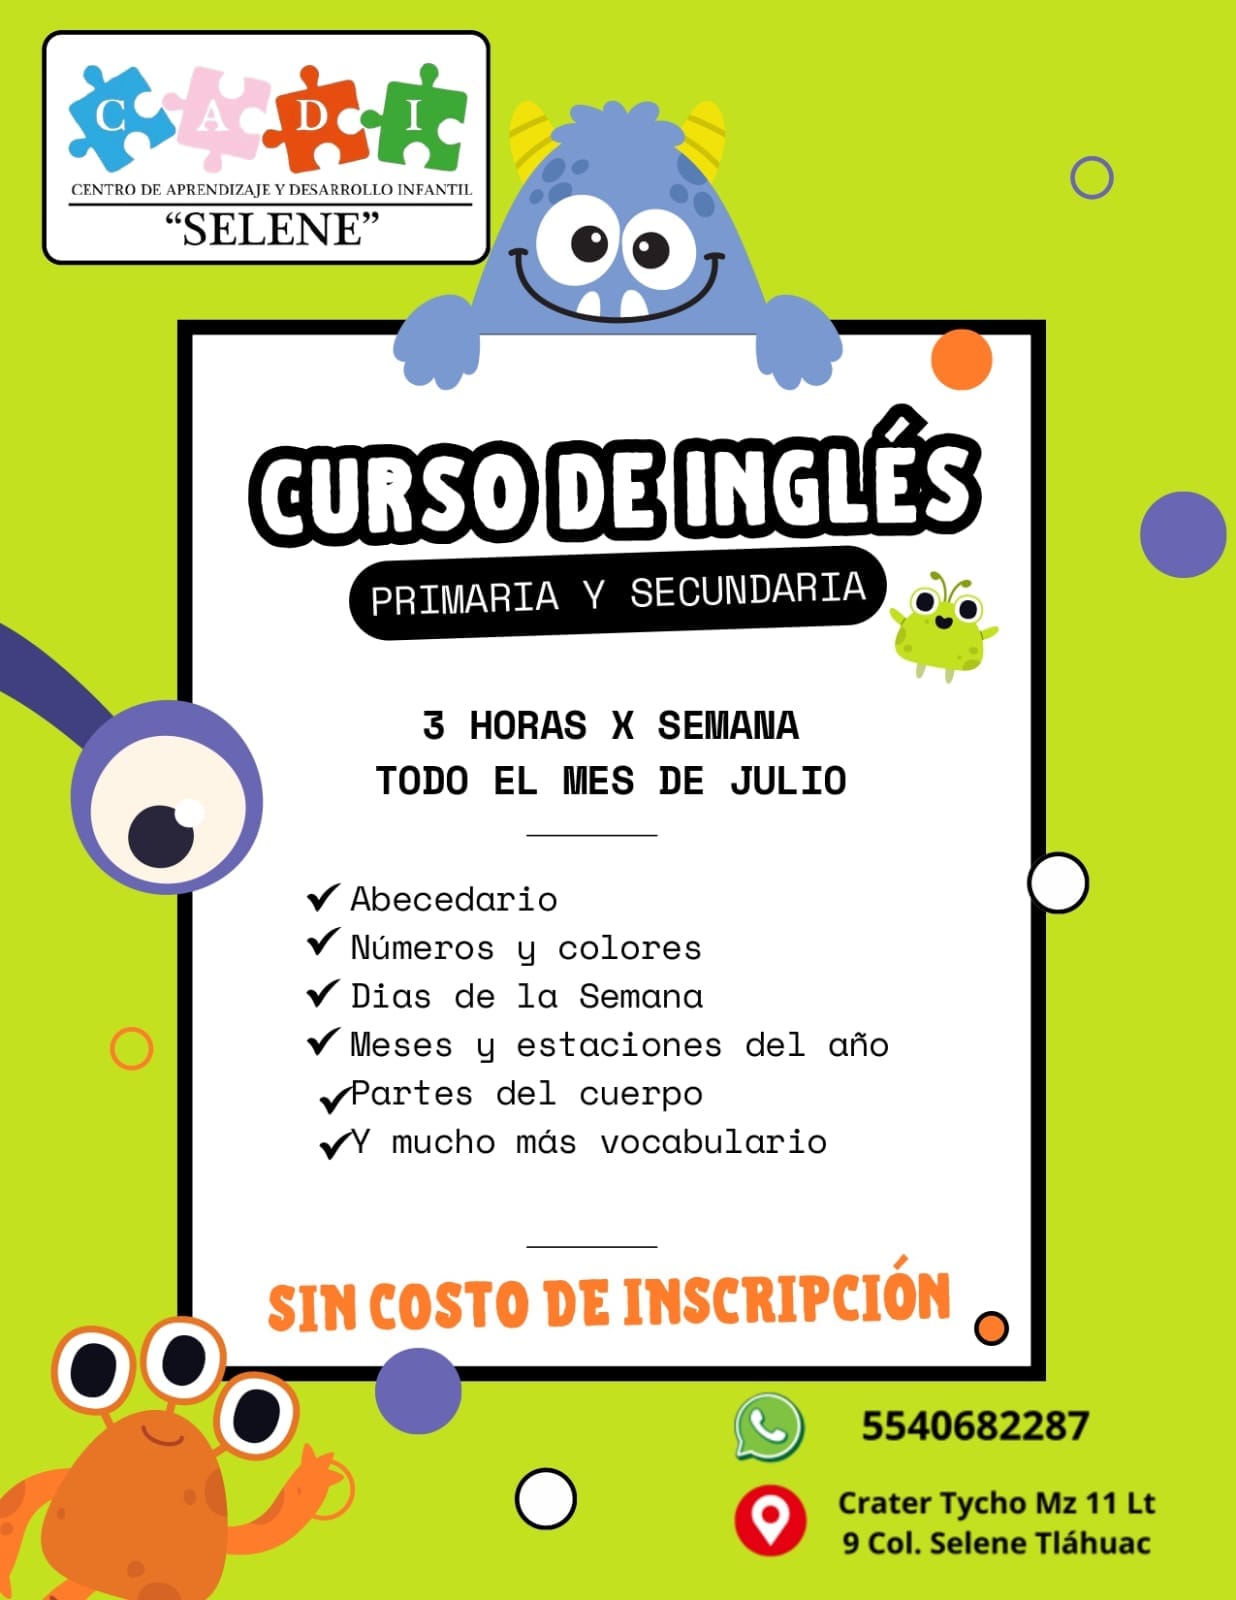 C A D I
CENTRO DE APRENDIZAJE Y DESARROLLO INFANTIL
“SELENE”
CURSO DE INGLÉS
PRIMARIA Y SECUNDARIA
3 HORAS X SEMANA
TODO EL MES DE JULIO
Abecedario
Números y colores
Dias de la Semana
Meses y estaciones del año
Partes del cuerpo
Y mucho más vocabulario
SIN COSTO DE INSCRIPCIÓN
5540682287
Crater Tycho Mz 11 Lt
9 Col. Selene Tláhuac